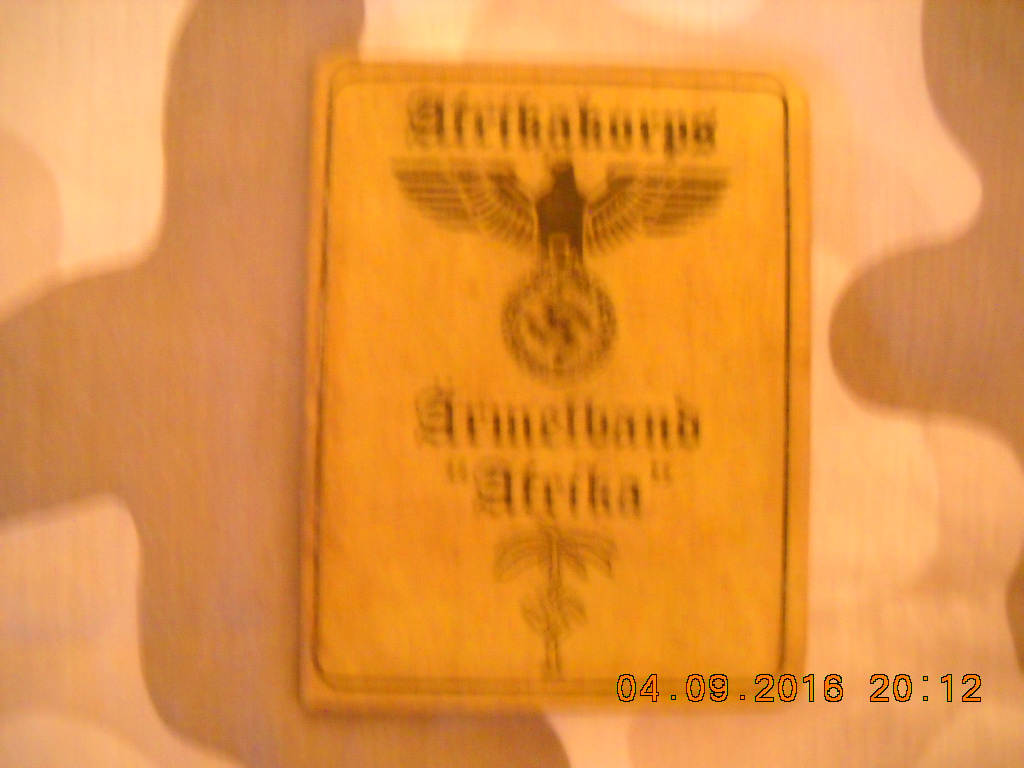 Afrikakorps
Ärmelband
"Afrika"
04.09.2016 20:12